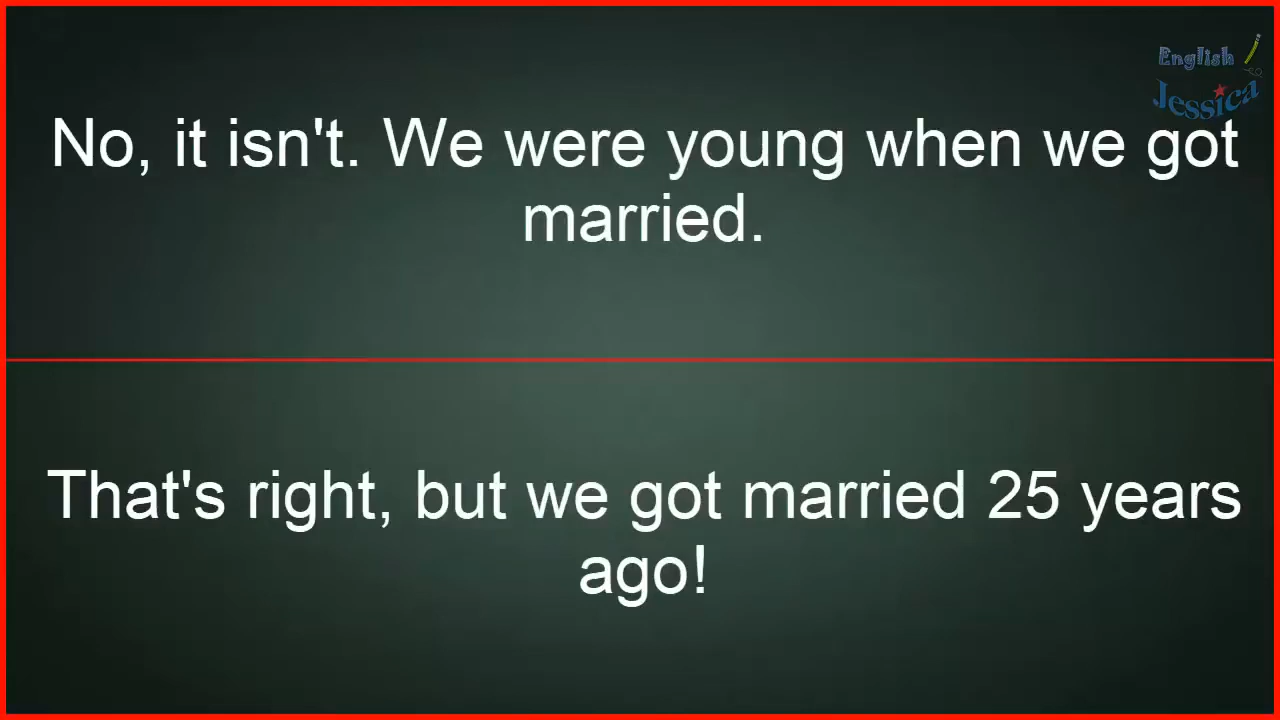 English
Jessica
No, it isn't. We were young when we got
married.
That's right, but we got married 25 years
ago!